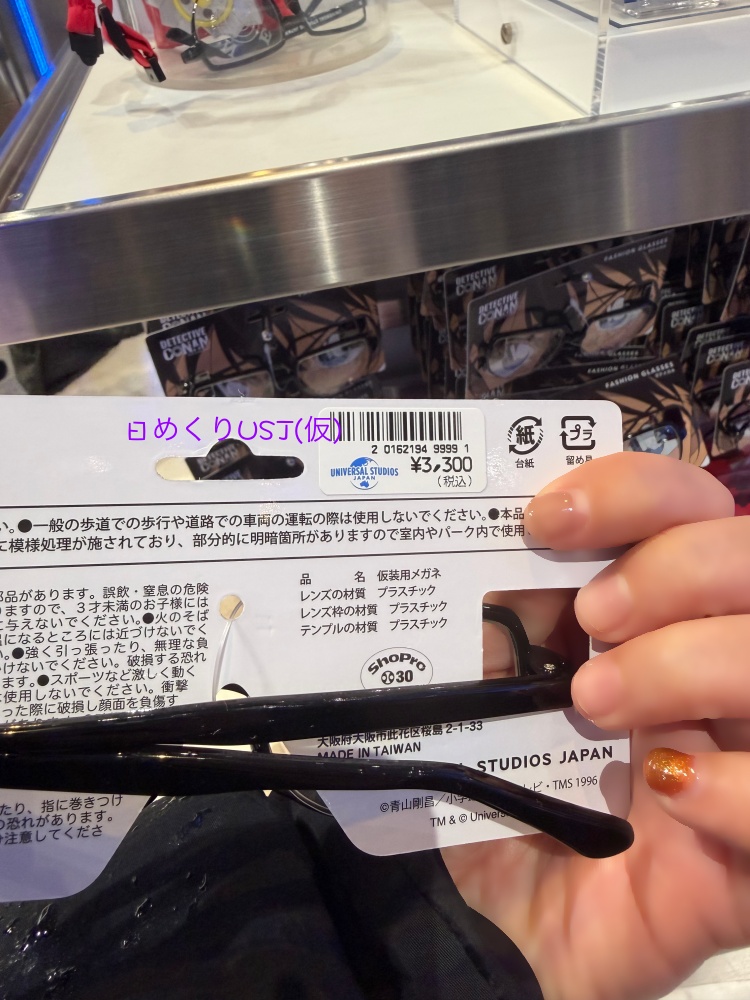 DETECTIVE
CONAN
FASHION GLASSES
DETECTIVE
CONAN
FASHION GLASSES
日めくりUSJ(仮)
2 0162194 9999 1
UNIVERSAL STUDIOS
JAPAN
¥3,300
(税込)
紙
台紙
プラ
留め具
い。●一般の歩道での歩行や道路での車両の運転の際は使用しないでください。●本品
に模様処理が施されており、部分的に明暗箇所がありますので室内やパーク内で使用
部品があります。誤飲・窒息の危険
りますので、3才未満のお子様には
に与えないでください。●火のそば
になるところには近づけないでく
●強く引っ張ったり、無理な負
けないでください。破損する恐れ
ます。●スポーツなど激しく動く
使用しないでください。衝撃
った際に破損し顔面を負傷す
品 名 仮装用メガネ
レンズの材質 プラスチック
レンズ枠の材質 プラスチック
テンプルの材質 プラスチック
ShoPro
30
大阪府大阪市此花区桜島 2-1-33
MADE IN TAIWAN
STUDIOS JAPAN
©青山剛昌/小学 レビ・TMS 1996
TM & © Univers
たり、指に巻きつけ
の恐れがあります。
注意してくださ